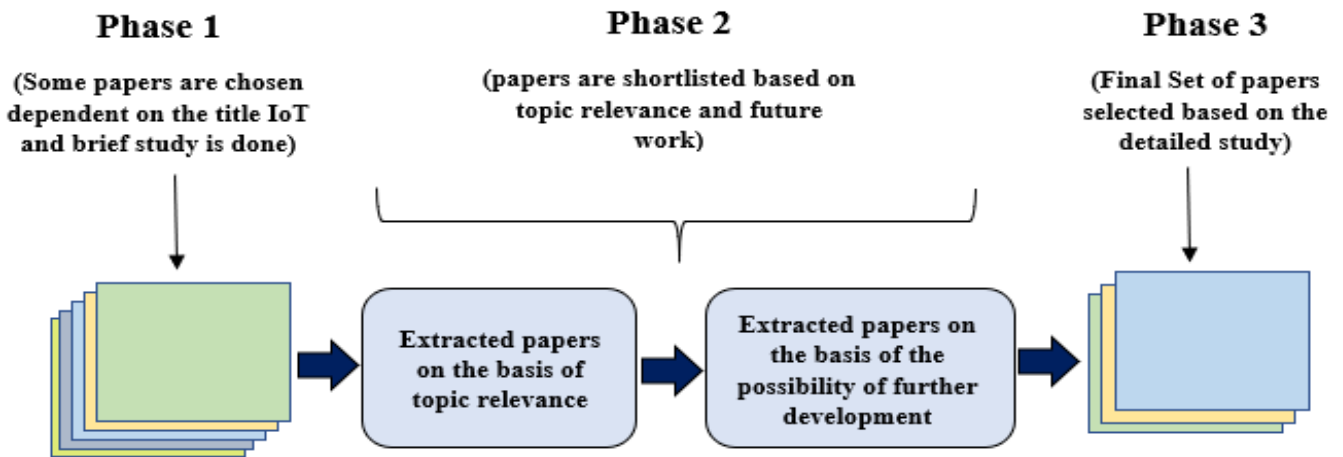 Phase 1
(Some papers are chosen
dependent on the title IoT
and brief study is done)
Phase 2
(papers are shortlisted based on
topic relevance and future
work)
Phase 3
(Final Set of papers
selected based on the
detailed study)
Extracted papers
on the basis of
topic relevance
Extracted papers on
the basis of the
possibility of further
development